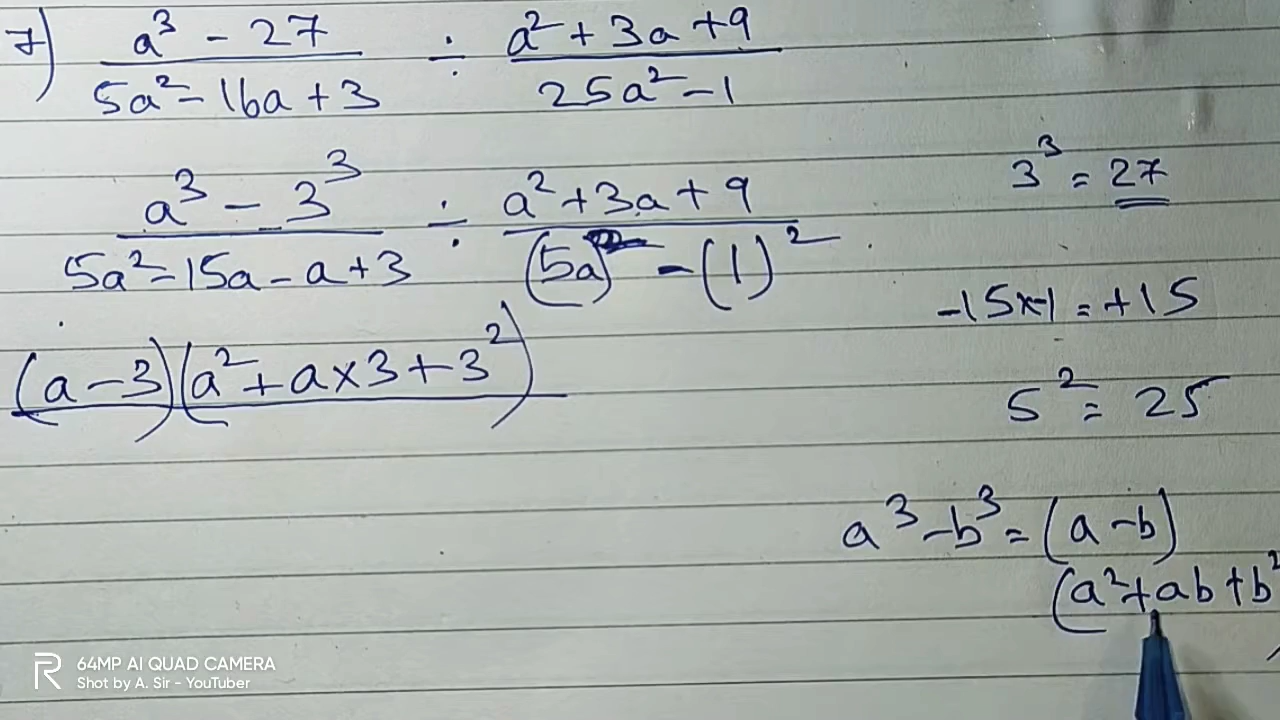 7) a³ - 27 / 5a² - 16a + 3 ÷ a² + 3a + 9 / 25a² - 1
a³ - 3³ / 5a² - 15a - a + 3 ÷ a² + 3a + 9 / (5a)² - (1)²
(a - 3)(a² + a × 3 + 3²)
3³ = 27
-15 x -1 = +15
5² = 25
a³ - b³ = (a - b)
(a² + ab + b²
64MP AI QUAD CAMERA
Shot by A. Sir - YouTuber